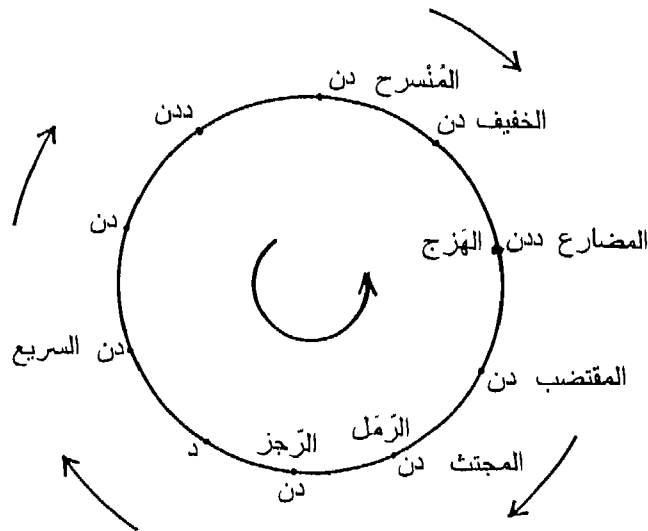 المُنْسرح دن
الخفيف دن
ددن
دن
الهَزج
المضارع ددن
دن السريع
المقتضب دن
الرّمَل
الرّجز
د
المجتث دن
دن